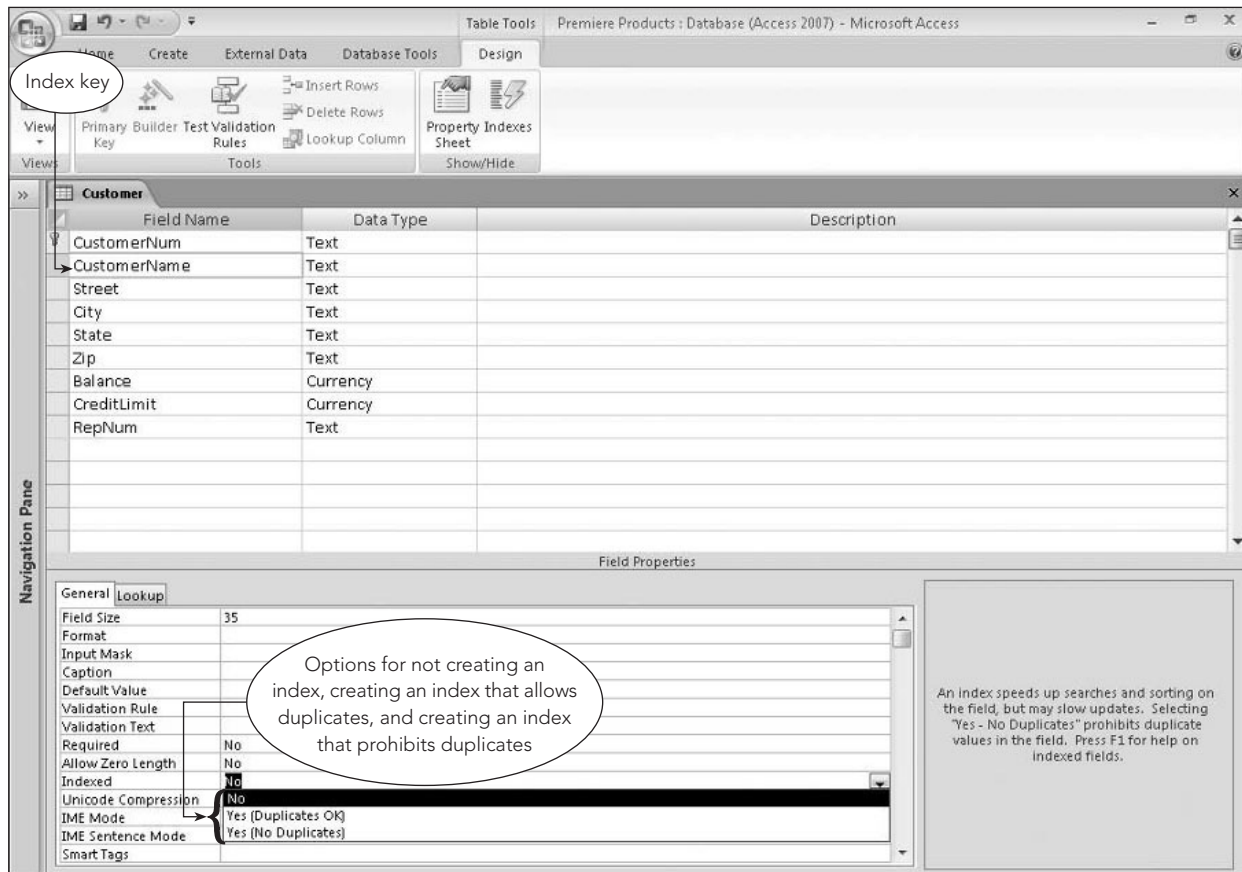 Table Tools Premiere Products : Database (Access 2007) - Microsoft Access
Home Create External Data Database Tools Design
Index key
View
Primary Key
Builder
Test Validation Rules
Insert Rows
Delete Rows
Lookup Column
Property Sheet
Indexes
Views Tools Show/Hide
Customer
Field Name Data Type Description
CustomerNum Text
CustomerName Text
Street Text
City Text
State Text
Zip Text
Balance Currency
CreditLimit Currency
RepNum Text
Navigation Pane
Field Properties
General Lookup
Field Size 35
Format
Input Mask
Caption
Default Value
Validation Rule
Validation Text
Required No
Allow Zero Length No
Indexed No
Unicode Compression No
IME Mode Yes (Duplicates OK)
IME Sentence Mode Yes (No Duplicates)
Smart Tags
Options for not creating an
index, creating an index that allows
duplicates, and creating an index
that prohibits duplicates
An index speeds up searches and sorting on
the field, but may slow updates. Selecting
"Yes - No Duplicates" prohibits duplicate
values in the field. Press F1 for help on
indexed fields.